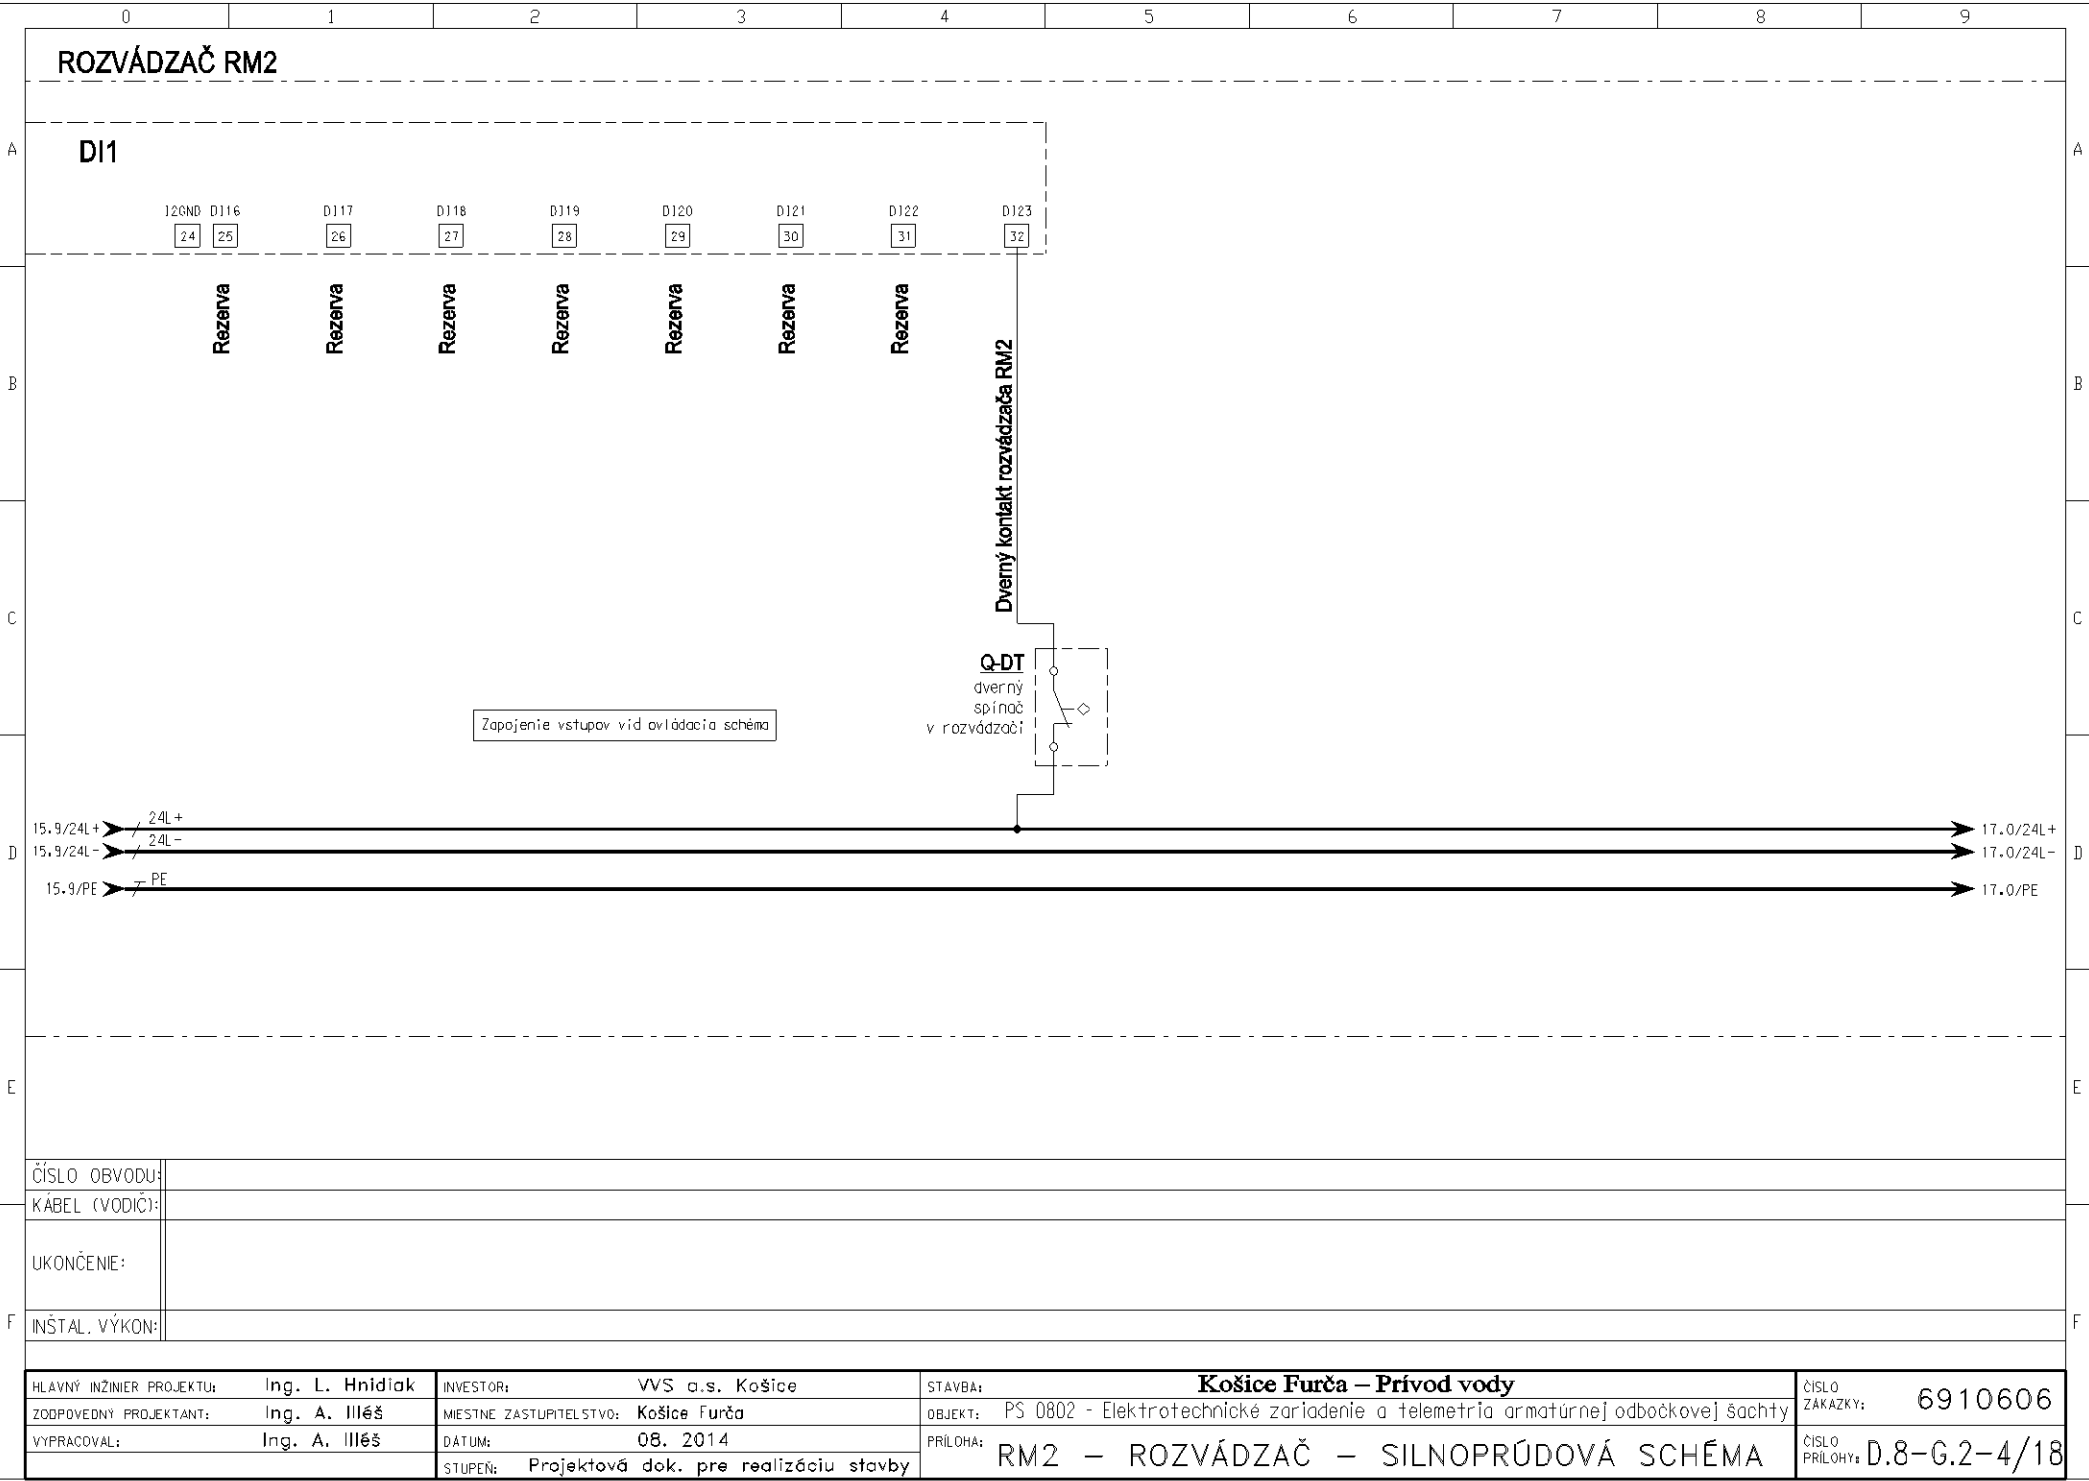 0 1 2 3 4 5 6 7 8 9
ROZVÁDZAČ RM2
A A
DI1
I2GND DI16 DI17 DI18 DI19 DI20 DI21 DI22 DI23
24 25 26 27 28 29 30 31 32
Rezerva Rezerva Rezerva Rezerva Rezerva Rezerva Rezerva
Dverný kontakt rozvádzača RM2
B B
C C
Q-DT
dverný
spínač
v rozvádzači
Zapojenie vstupov viď ovládacia schéma
15.9/24L+ 24L+ 17.0/24L+
15.9/24L- 24L- 17.0/24L-
D D
15.9/PE PE 17.0/PE
E E
ČÍSLO OBVODU:
KÁBEL (VODIČ):
UKONČENIE:
F F
INŠTAL. VÝKON:
HLAVNÝ INŽINIER PROJEKTU: Ing. L. Hnidiak
ZODPOVEDNÝ PROJEKTANT: Ing. A. Illéš
VYPRACOVAL: Ing. A. Illéš
INVESTOR: VVS a.s. Košice
MIESTNE ZASTUPITELSTVO: Košice Furča
DÁTUM: 08. 2014
STUPEŇ: Projektová dok. pre realizáciu stavby
STAVBA: Košice Furča – Prívod vody
OBJEKT: PS 0802 - Elektrotechnické zariadenie a telemetria armatúrnej odbočkovej šachty
PRÍLOHA: RM2 – ROZVÁDZAČ – SILNOPRÚDOVÁ SCHÉMA
ČÍSLO
ZÁKAZKY: 6910606
ČÍSLO
PRÍLOHY: D.8-G.2-4/18